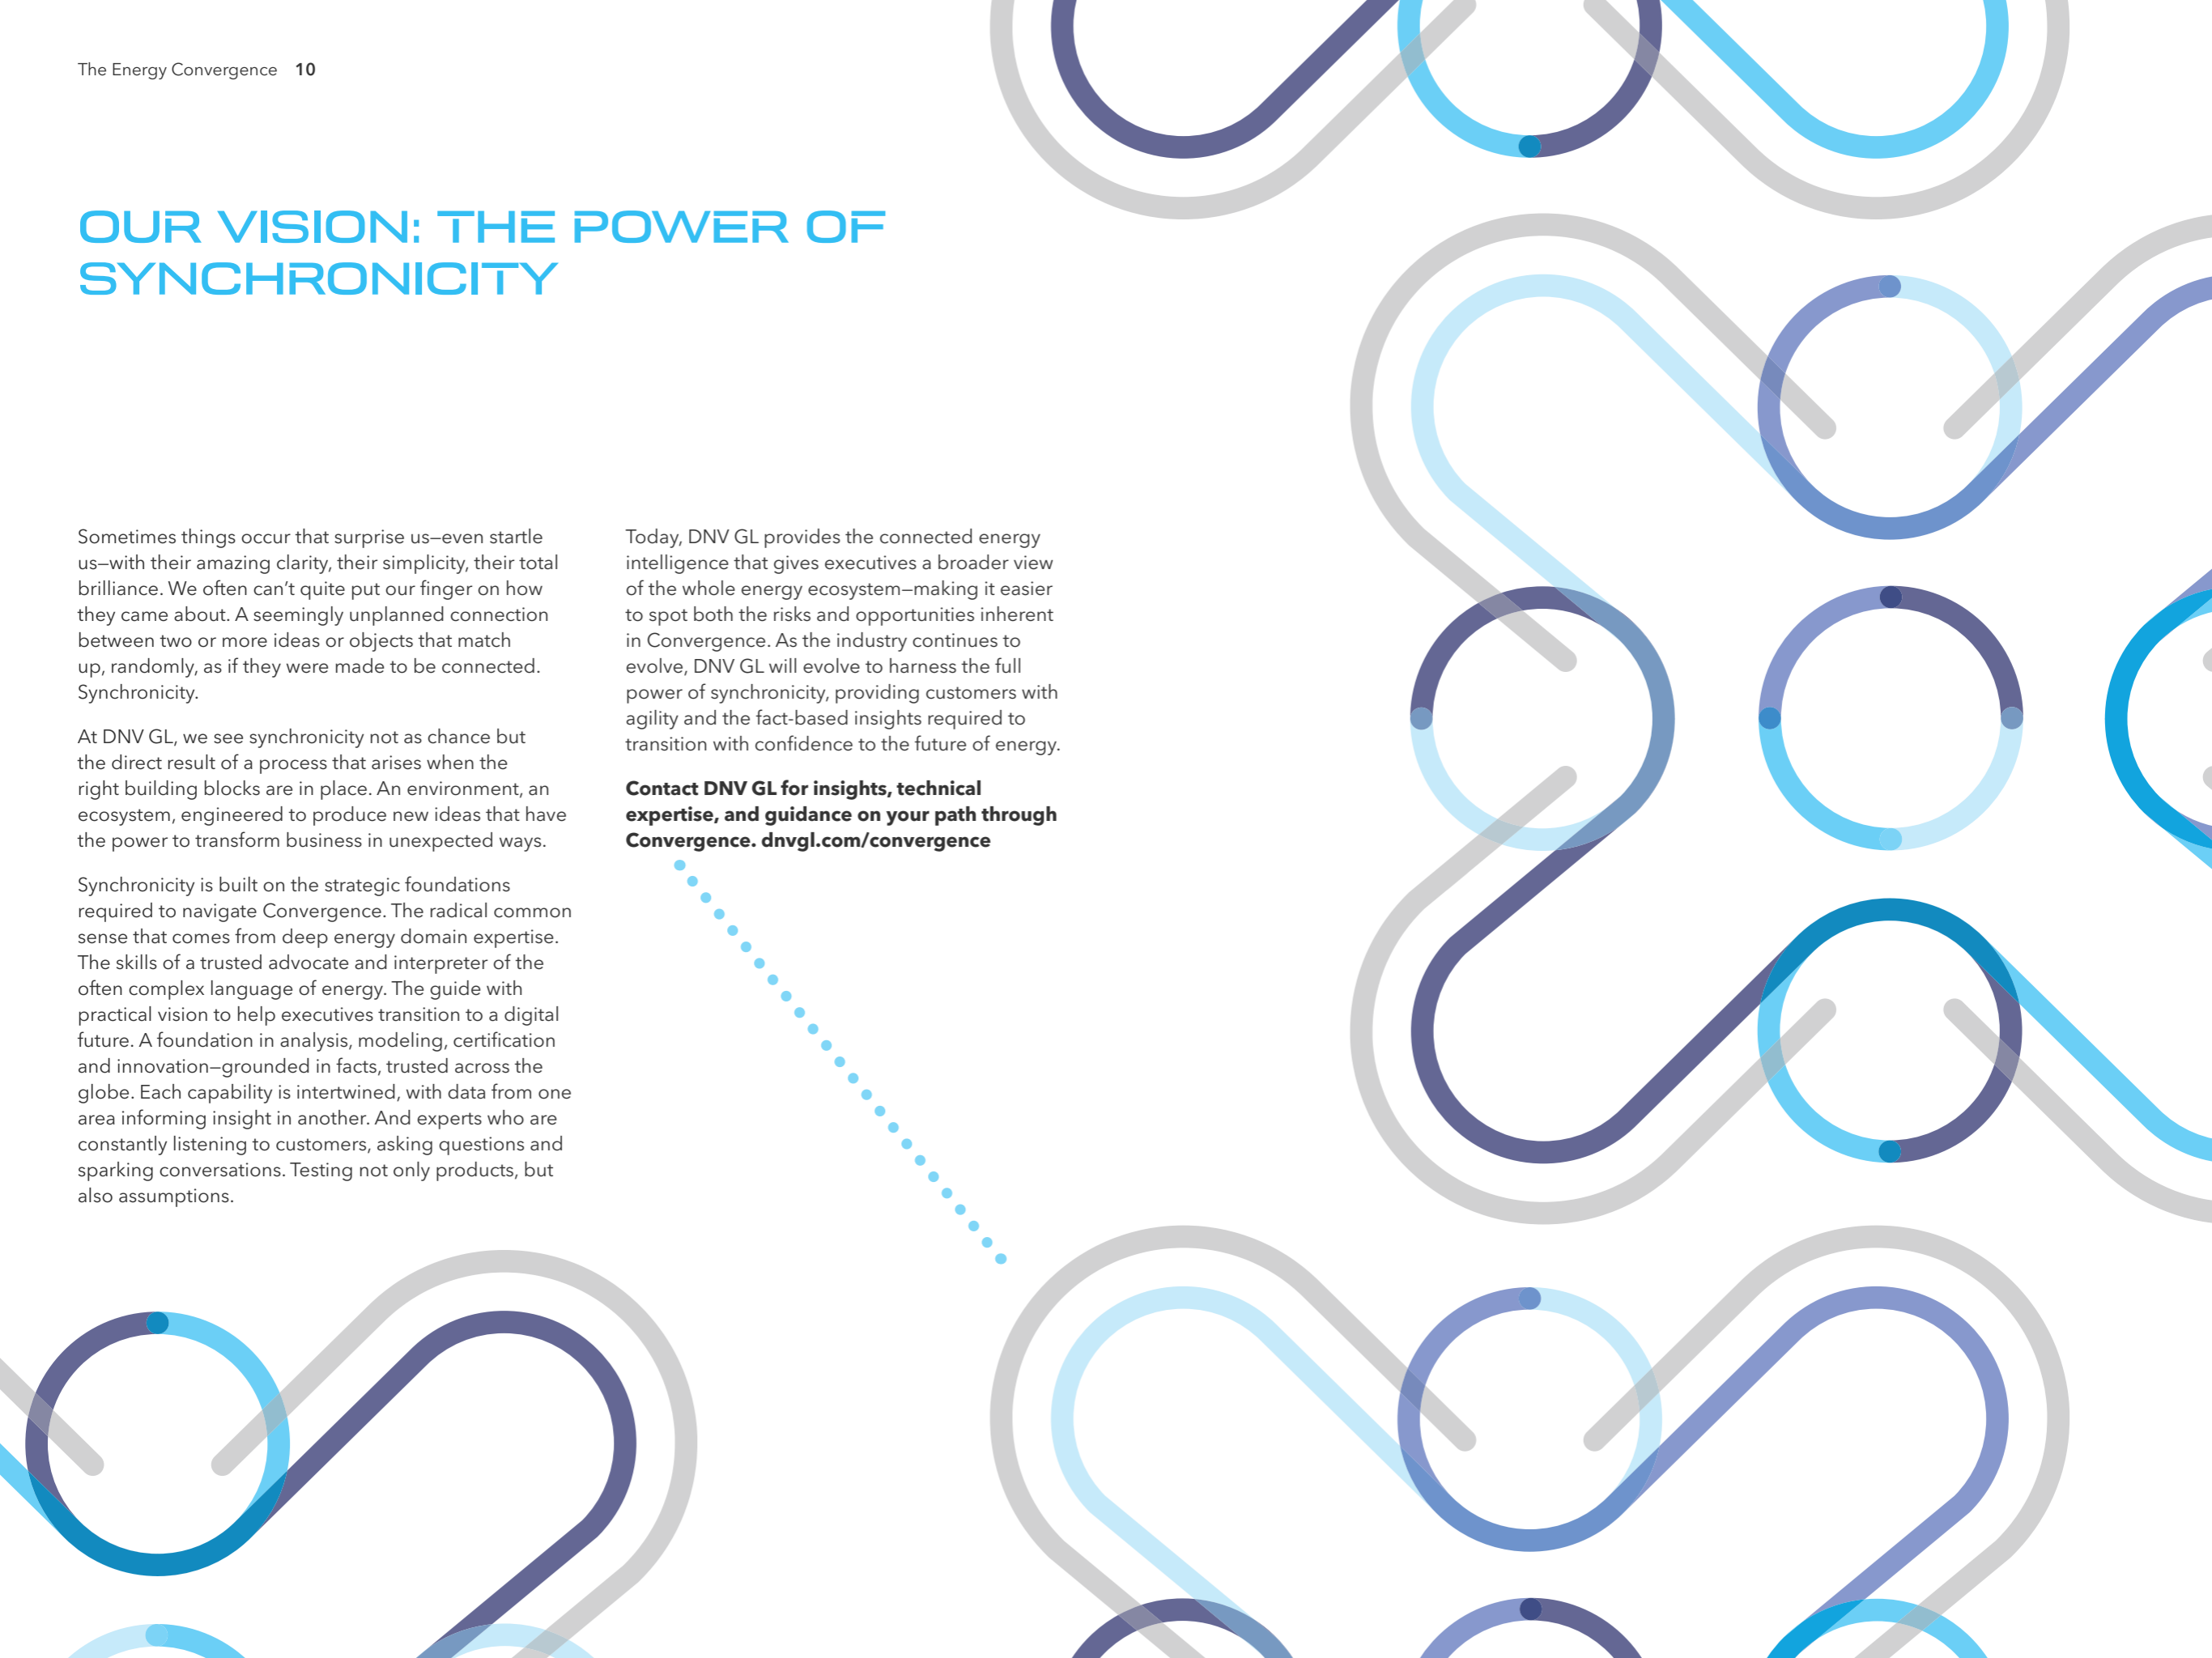 The Energy Convergence 10
OUR VISION: THE POWER OF
SYNCHRONICITY
Sometimes things occur that surprise us—even startle
us—with their amazing clarity, their simplicity, their total
brilliance. We often can’t quite put our finger on how
they came about. A seemingly unplanned connection
between two or more ideas or objects that match
up, randomly, as if they were made to be connected.
Synchronicity.
At DNV GL, we see synchronicity not as chance but
the direct result of a process that arises when the
right building blocks are in place. An environment, an
ecosystem, engineered to produce new ideas that have
the power to transform business in unexpected ways.
Synchronicity is built on the strategic foundations
required to navigate Convergence. The radical common
sense that comes from deep energy domain expertise.
The skills of a trusted advocate and interpreter of the
often complex language of energy. The guide with
practical vision to help executives transition to a digital
future. A foundation in analysis, modeling, certification
and innovation—grounded in facts, trusted across the
globe. Each capability is intertwined, with data from one
area informing insight in another. And experts who are
constantly listening to customers, asking questions and
sparking conversations. Testing not only products, but
also assumptions.
Today, DNV GL provides the connected energy
intelligence that gives executives a broader view
of the whole energy ecosystem—making it easier
to spot both the risks and opportunities inherent
in Convergence. As the industry continues to
evolve, DNV GL will evolve to harness the full
power of synchronicity, providing customers with
agility and the fact-based insights required to
transition with confidence to the future of energy.
Contact DNV GL for insights, technical
expertise, and guidance on your path through
Convergence. dnvgl.com/convergence